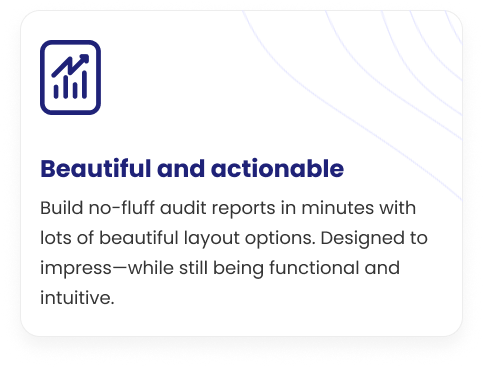 Beautiful and actionable
Build no-fluff audit reports in minutes with
lots of beautiful layout options. Designed to
impress—while still being functional and
intuitive.